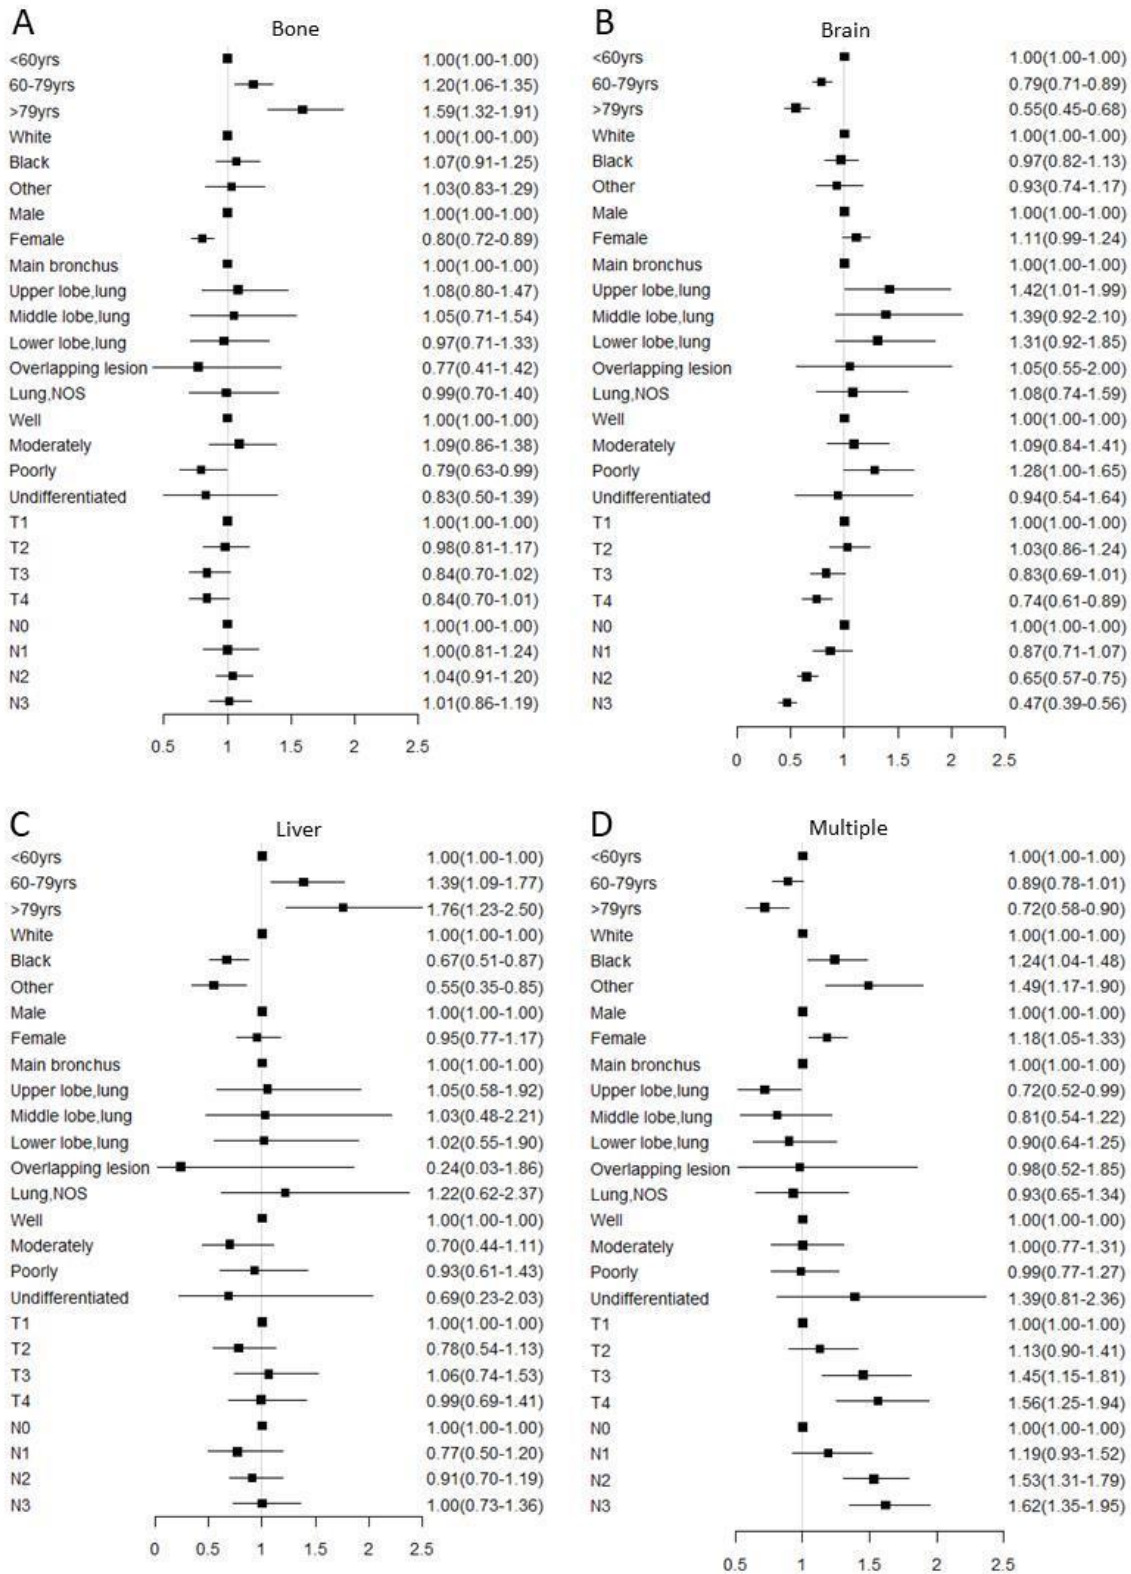 A
Bone
<60yrs 1.00(1.00-1.00)
60-79yrs 1.20(1.06-1.35)
>79yrs 1.59(1.32-1.91)
White 1.00(1.00-1.00)
Black 1.07(0.91-1.25)
Other 1.03(0.83-1.29)
Male 1.00(1.00-1.00)
Female 0.80(0.72-0.89)
Main bronchus 1.00(1.00-1.00)
Upper lobe,lung 1.08(0.80-1.47)
Middle lobe,lung 1.05(0.71-1.54)
Lower lobe,lung 0.97(0.71-1.33)
Overlapping lesion 0.77(0.41-1.42)
Lung,NOS 0.99(0.70-1.40)
Well 1.00(1.00-1.00)
Moderately 1.09(0.86-1.38)
Poorly 0.79(0.63-0.99)
Undifferentiated 0.83(0.50-1.39)
T1 1.00(1.00-1.00)
T2 0.98(0.81-1.17)
T3 0.84(0.70-1.02)
T4 0.84(0.70-1.01)
N0 1.00(1.00-1.00)
N1 1.00(0.81-1.24)
N2 1.04(0.91-1.20)
N3 1.01(0.86-1.19)
0.5 1 1.5 2 2.5
B
Brain
<60yrs 1.00(1.00-1.00)
60-79yrs 0.79(0.71-0.89)
>79yrs 0.55(0.45-0.68)
White 1.00(1.00-1.00)
Black 0.97(0.82-1.13)
Other 0.93(0.74-1.17)
Male 1.00(1.00-1.00)
Female 1.11(0.99-1.24)
Main bronchus 1.00(1.00-1.00)
Upper lobe,lung 1.42(1.01-1.99)
Middle lobe,lung 1.39(0.92-2.10)
Lower lobe,lung 1.31(0.92-1.85)
Overlapping lesion 1.05(0.55-2.00)
Lung,NOS 1.08(0.74-1.59)
Well 1.00(1.00-1.00)
Moderately 1.09(0.84-1.41)
Poorly 1.28(1.00-1.65)
Undifferentiated 0.94(0.54-1.64)
T1 1.00(1.00-1.00)
T2 1.03(0.86-1.24)
T3 0.83(0.69-1.01)
T4 0.74(0.61-0.89)
N0 1.00(1.00-1.00)
N1 0.87(0.71-1.07)
N2 0.65(0.57-0.75)
N3 0.47(0.39-0.56)
0 0.5 1 1.5 2 2.5
C
Liver
<60yrs 1.00(1.00-1.00)
60-79yrs 1.39(1.09-1.77)
>79yrs 1.76(1.23-2.50)
White 1.00(1.00-1.00)
Black 0.67(0.51-0.87)
Other 0.55(0.35-0.85)
Male 1.00(1.00-1.00)
Female 0.95(0.77-1.17)
Main bronchus 1.00(1.00-1.00)
Upper lobe,lung 1.05(0.58-1.92)
Middle lobe,lung 1.03(0.48-2.21)
Lower lobe,lung 1.02(0.55-1.90)
Overlapping lesion 0.24(0.03-1.86)
Lung,NOS 1.22(0.62-2.37)
Well 1.00(1.00-1.00)
Moderately 0.70(0.44-1.11)
Poorly 0.93(0.61-1.43)
Undifferentiated 0.69(0.23-2.03)
T1 1.00(1.00-1.00)
T2 0.78(0.54-1.13)
T3 1.06(0.74-1.53)
T4 0.99(0.69-1.41)
N0 1.00(1.00-1.00)
N1 0.77(0.50-1.20)
N2 0.91(0.70-1.19)
N3 1.00(0.73-1.36)
0 0.5 1 1.5 2 2.5
D
Multiple
<60yrs 1.00(1.00-1.00)
60-79yrs 0.89(0.78-1.01)
>79yrs 0.72(0.58-0.90)
White 1.00(1.00-1.00)
Black 1.24(1.04-1.48)
Other 1.49(1.17-1.90)
Male 1.00(1.00-1.00)
Female 1.18(1.05-1.33)
Main bronchus 1.00(1.00-1.00)
Upper lobe,lung 0.72(0.52-0.99)
Middle lobe,lung 0.81(0.54-1.22)
Lower lobe,lung 0.90(0.64-1.25)
Overlapping lesion 0.98(0.52-1.85)
Lung,NOS 0.93(0.65-1.34)
Well 1.00(1.00-1.00)
Moderately 1.00(0.77-1.31)
Poorly 0.99(0.77-1.27)
Undifferentiated 1.39(0.81-2.36)
T1 1.00(1.00-1.00)
T2 1.13(0.90-1.41)
T3 1.45(1.15-1.81)
T4 1.56(1.25-1.94)
N0 1.00(1.00-1.00)
N1 1.19(0.93-1.52)
N2 1.53(1.31-1.79)
N3 1.62(1.35-1.95)
0.5 1 1.5 2 2.5